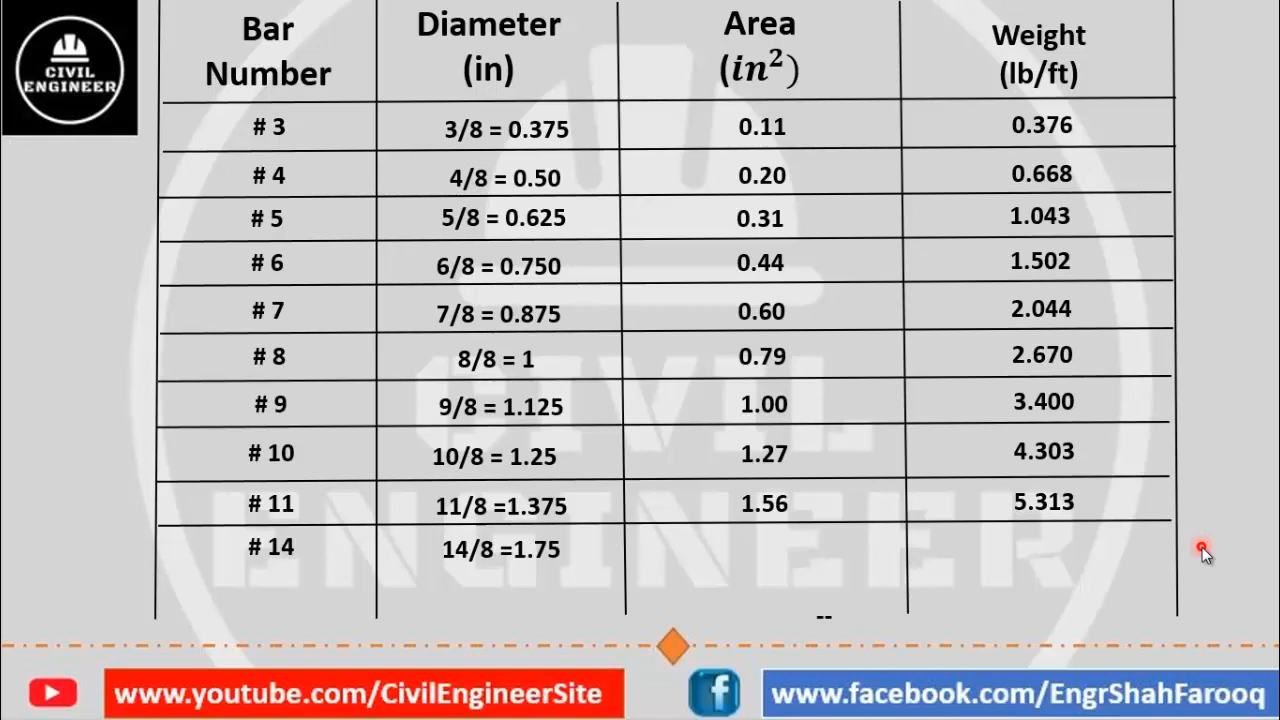 CIVIL
ENGINEER
Bar Number	Diameter (in)	Area (in²)	Weight (lb/ft)
# 3	3/8 = 0.375	0.11	0.376
# 4	4/8 = 0.50	0.20	0.668
# 5	5/8 = 0.625	0.31	1.043
# 6	6/8 = 0.750	0.44	1.502
# 7	7/8 = 0.875	0.60	2.044
# 8	8/8 = 1	0.79	2.670
# 9	9/8 = 1.125	1.00	3.400
# 10	10/8 = 1.25	1.27	4.303
# 11	11/8 =1.375	1.56	5.313
# 14	14/8 =1.75
--
CIVIL
ENGINEER
www.youtube.com/CivilEngineerSite
www.facebook.com/EngrShahFarooq